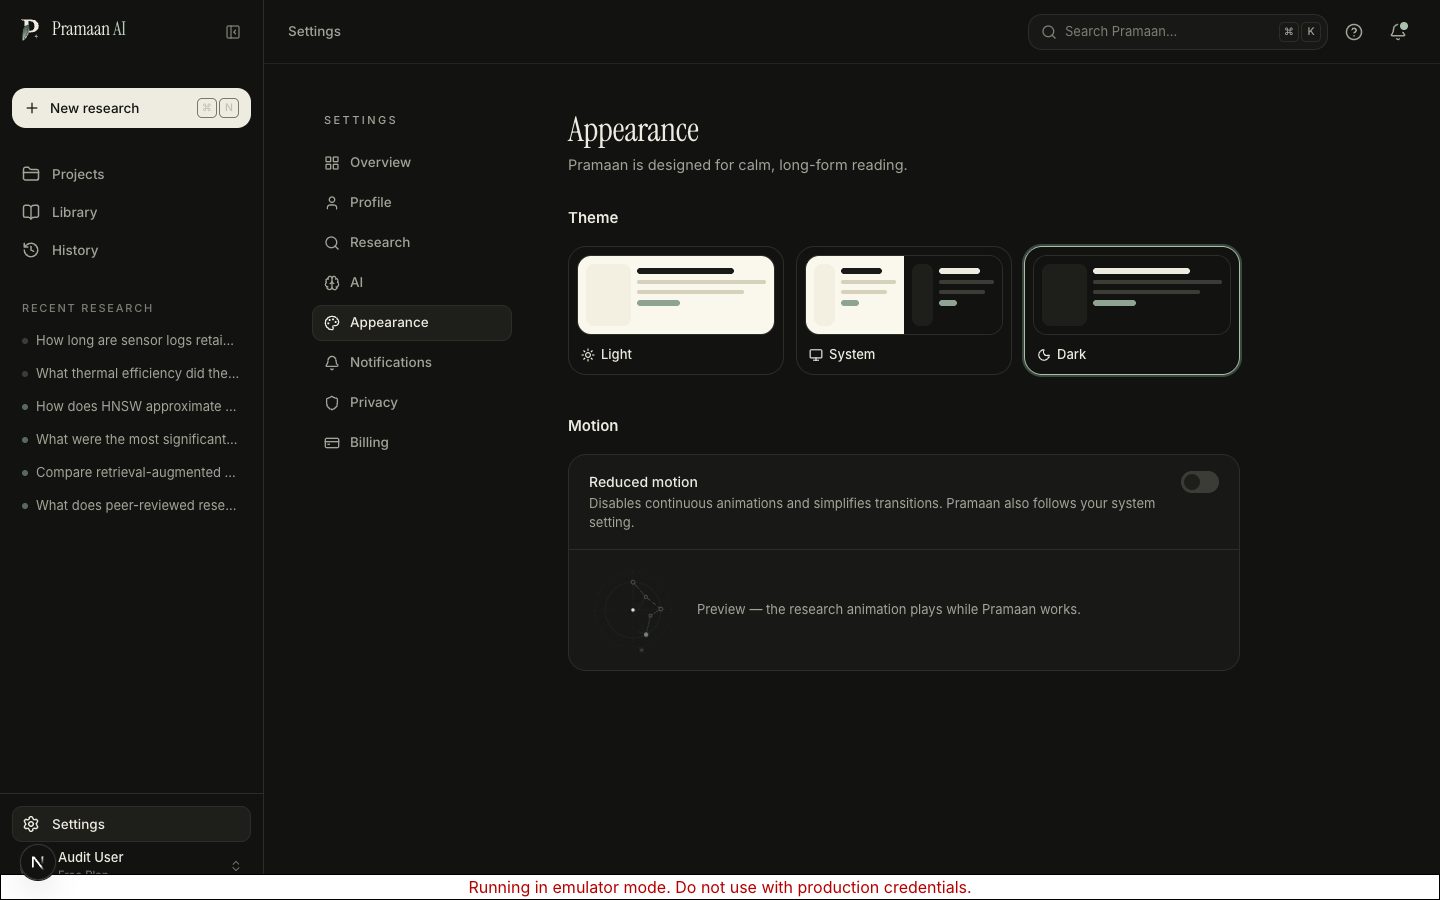 Pramaan AI
New research
⌘ N
Projects
Library
History
RECENT RESEARCH
How long are sensor logs retai...
What thermal efficiency did the...
How does HNSW approximate ...
What were the most significant...
Compare retrieval-augmented ...
What does peer-reviewed rese...
Settings
Audit User
Free Plan
Settings
Search Pramaan...
⌘ K
SETTINGS
Overview
Profile
Research
AI
Appearance
Notifications
Privacy
Billing
Appearance
Pramaan is designed for calm, long-form reading.
Theme
Light
System
Dark
Motion
Reduced motion
Disables continuous animations and simplifies transitions. Pramaan also follows your system
setting.
Preview — the research animation plays while Pramaan works.
Running in emulator mode. Do not use with production credentials.